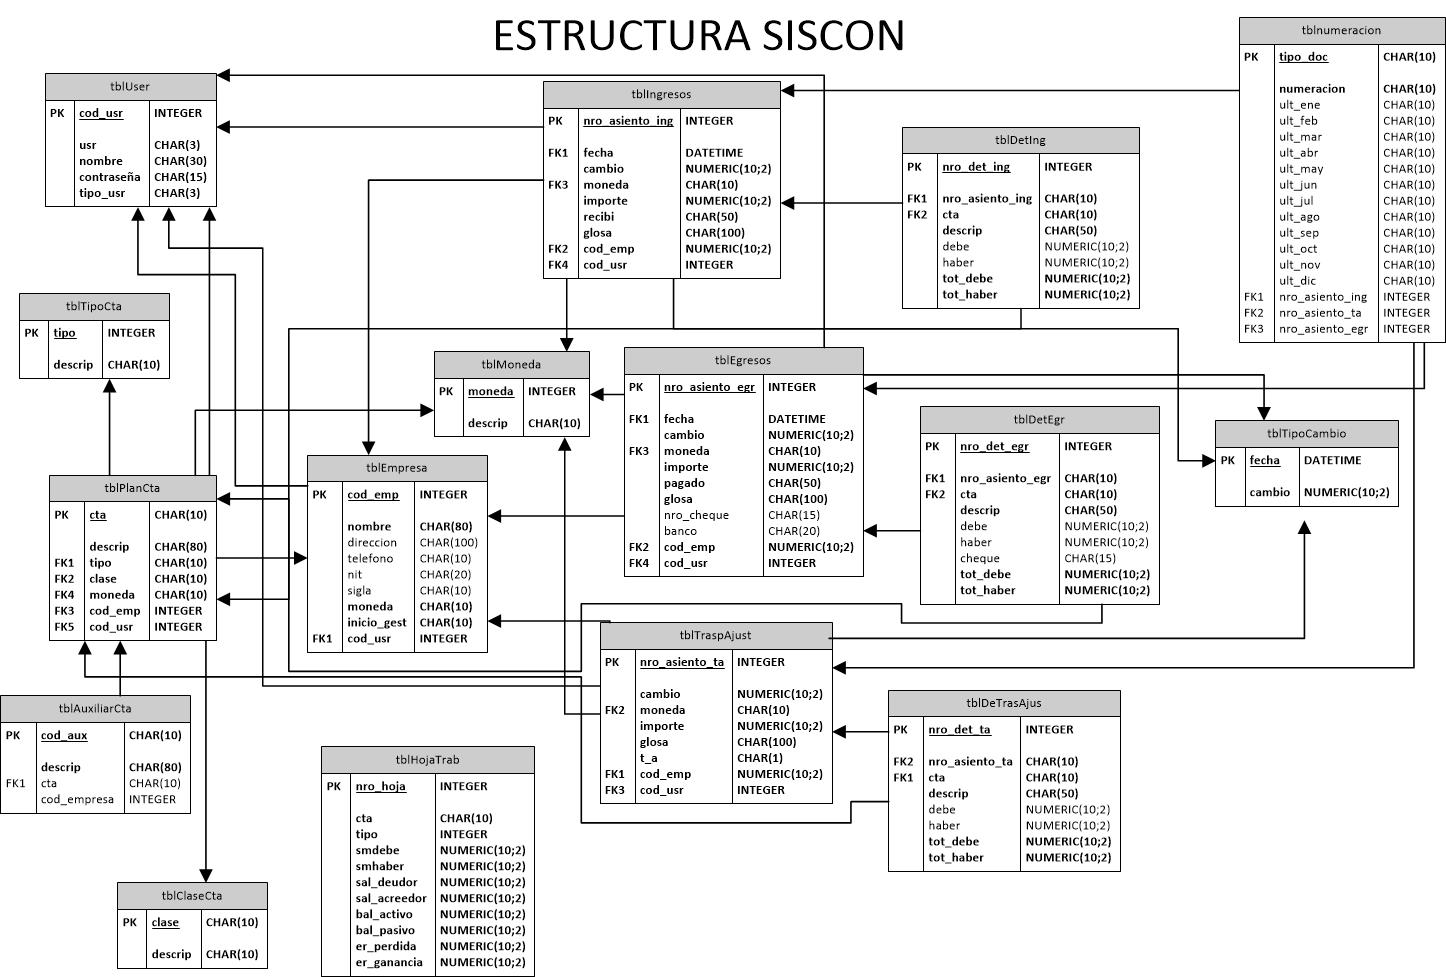 ESTRUCTURA SISCON
tblUser
PK cod_usr INTEGER
usr CHAR(3)
nombre CHAR(30)
contraseña CHAR(15)
tipo_usr CHAR(3)
tblIngresos
PK nro_asiento_ing INTEGER
FK1 fecha DATETIME
cambio NUMERIC(10;2)
FK3 moneda CHAR(10)
importe NUMERIC(10;2)
recibi CHAR(50)
glosa CHAR(100)
FK2 cod_emp NUMERIC(10;2)
FK4 cod_usr INTEGER
tblDetIng
PK nro_det_ing INTEGER
FK1 nro_asiento_ing CHAR(10)
FK2 cta CHAR(10)
descrip CHAR(50)
debe NUMERIC(10;2)
haber NUMERIC(10;2)
tot_debe NUMERIC(10;2)
tot_haber NUMERIC(10;2)
tblnumeracion
PK tipo_doc CHAR(10)
numeracion CHAR(10)
ult_ene CHAR(10)
ult_feb CHAR(10)
ult_mar CHAR(10)
ult_abr CHAR(10)
ult_may CHAR(10)
ult_jun CHAR(10)
ult_jul CHAR(10)
ult_ago CHAR(10)
ult_sep CHAR(10)
ult_oct CHAR(10)
ult_nov CHAR(10)
ult_dic CHAR(10)
FK1 nro_asiento_ing INTEGER
FK2 nro_asiento_ta INTEGER
FK3 nro_asiento_egr INTEGER
tblTipoCta
PK tipo INTEGER
descrip CHAR(10)
tblMoneda
PK moneda INTEGER
descrip CHAR(10)
tblEgresos
PK nro_asiento_egr INTEGER
FK1 fecha DATETIME
cambio NUMERIC(10;2)
FK3 moneda CHAR(10)
importe NUMERIC(10;2)
pagado CHAR(50)
glosa CHAR(100)
nro_cheque CHAR(15)
banco CHAR(20)
FK2 cod_emp NUMERIC(10;2)
FK4 cod_usr INTEGER
tblDetEgr
PK nro_det_egr INTEGER
FK1 nro_asiento_egr CHAR(10)
FK2 cta CHAR(10)
descrip CHAR(50)
debe NUMERIC(10;2)
haber NUMERIC(10;2)
cheque CHAR(15)
tot_debe NUMERIC(10;2)
tot_haber NUMERIC(10;2)
tblTipoCambio
PK fecha DATETIME
cambio NUMERIC(10;2)
tblPlanCta
PK cta CHAR(10)
descrip CHAR(80)
FK1 tipo CHAR(10)
FK2 clase CHAR(10)
FK4 moneda CHAR(10)
FK3 cod_emp INTEGER
FK5 cod_usr INTEGER
tblEmpresa
PK cod_emp INTEGER
nombre CHAR(80)
direccion CHAR(100)
telefono CHAR(10)
nit CHAR(20)
sigla CHAR(10)
moneda CHAR(10)
inicio_gest CHAR(10)
FK1 cod_usr INTEGER
tblTraspAjust
PK nro_asiento_ta INTEGER
cambio NUMERIC(10;2)
FK2 moneda CHAR(10)
importe NUMERIC(10;2)
glosa CHAR(100)
t_a CHAR(1)
FK1 cod_emp NUMERIC(10;2)
FK3 cod_usr INTEGER
tblDeTrasAjus
PK nro_det_ta INTEGER
FK2 nro_asiento_ta CHAR(10)
FK1 cta CHAR(10)
descrip CHAR(50)
debe NUMERIC(10;2)
haber NUMERIC(10;2)
tot_debe NUMERIC(10;2)
tot_haber NUMERIC(10;2)
tblAuxiliarCta
PK cod_aux CHAR(10)
descrip CHAR(80)
FK1 cta CHAR(10)
cod_empresa INTEGER
tblHojaTrab
PK nro_hoja INTEGER
cta CHAR(10)
tipo INTEGER
smdebe NUMERIC(10;2)
smhaber NUMERIC(10;2)
sal_deudor NUMERIC(10;2)
sal_acreedor NUMERIC(10;2)
bal_activo NUMERIC(10;2)
bal_pasivo NUMERIC(10;2)
er_perdida NUMERIC(10;2)
er_ganancia NUMERIC(10;2)
tblClaseCta
PK clase CHAR(10)
descrip CHAR(10)